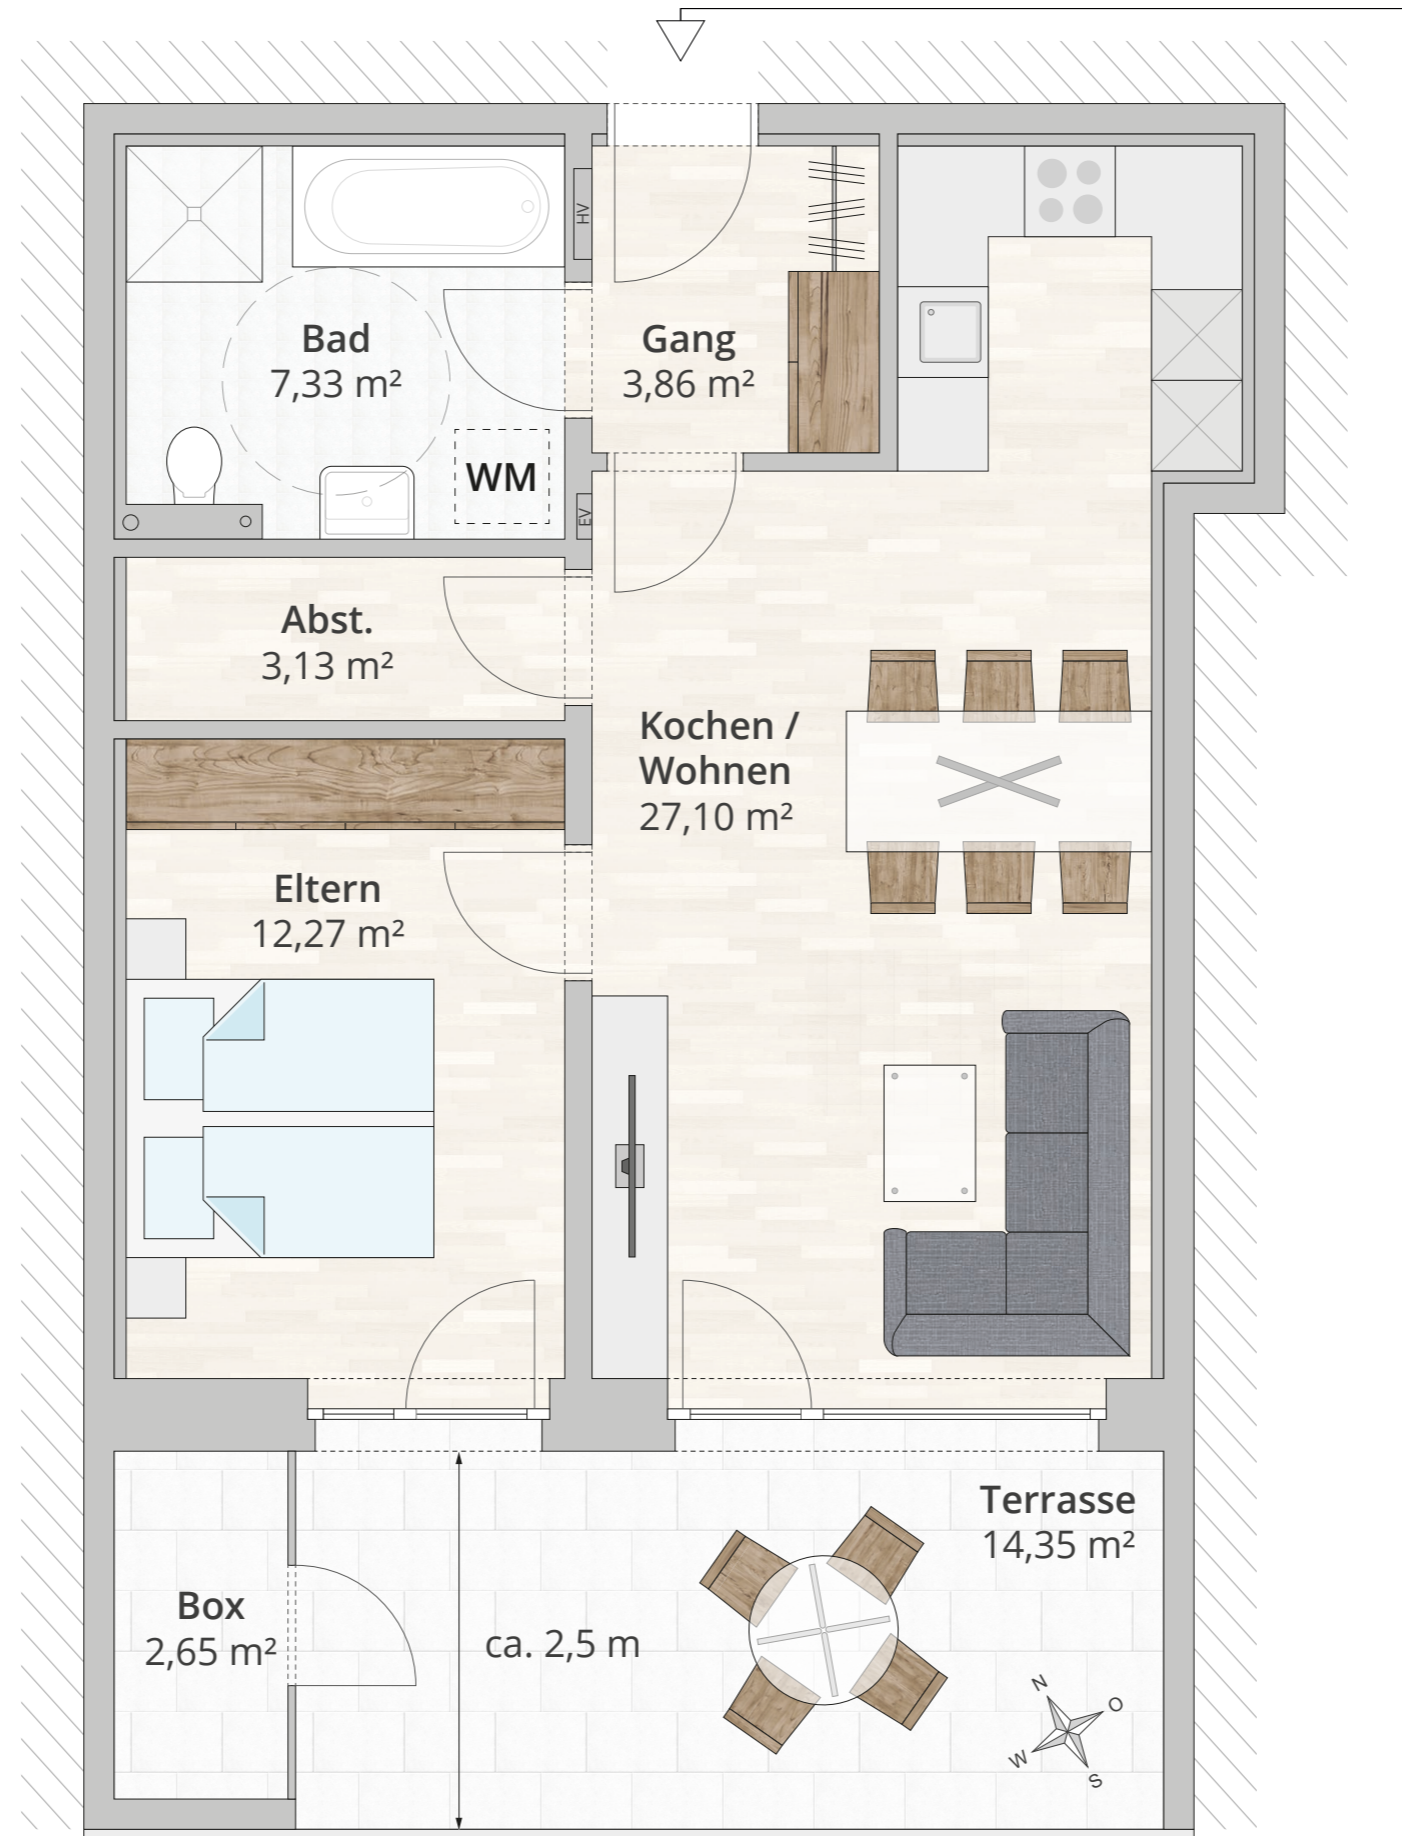 HV
Bad
7,33 m²
Gang
3,86 m²
WM
EV
Abst.
3,13 m²
Kochen /
Wohnen
27,10 m²
Eltern
12,27 m²
Terrasse
14,35 m²
Box
2,65 m²
ca. 2,5 m
N
O
W
S